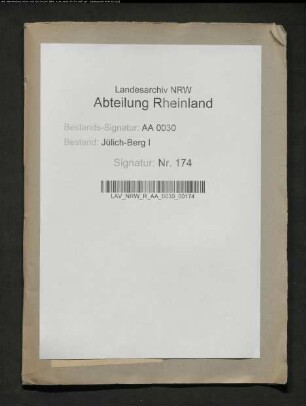 Landesarchiv NRW
Abteilung Rheinland
Bestands-Signatur: AA 0030
Bestand: Jülich-Berg I
Signatur: Nr. 174
LAV_NRW_R_AA_0030_00174